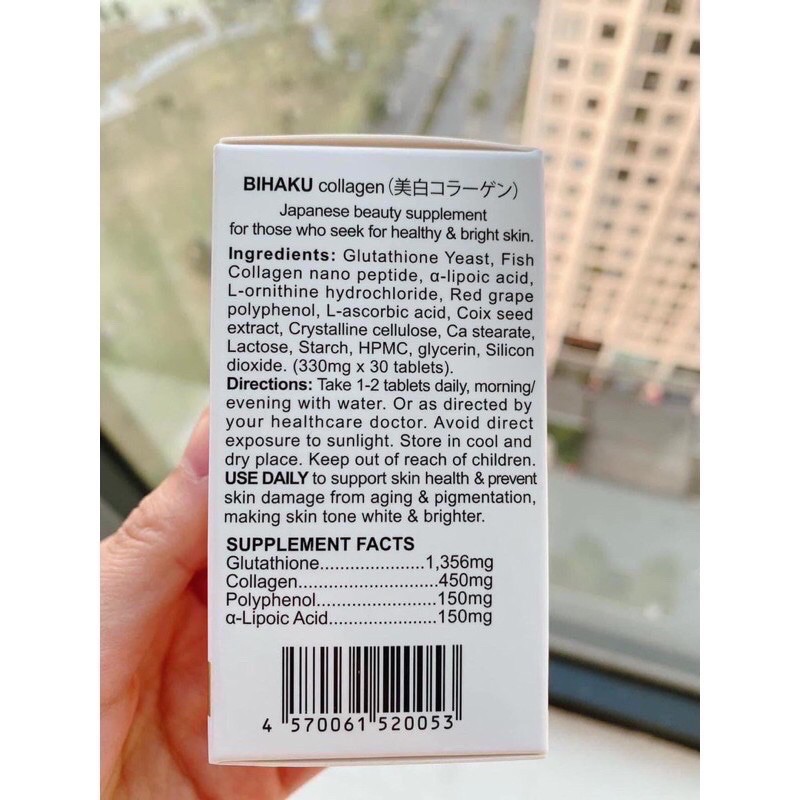 BIHAKU collagen(美白コラーゲン)
Japanese beauty supplement
for those who seek for healthy & bright skin.
Ingredients: Glutathione Yeast, Fish
Collagen nano peptide, α-lipoic acid,
L-ornithine hydrochloride, Red grape
polyphenol, L-ascorbic acid, Coix seed
extract, Crystalline cellulose, Ca stearate,
Lactose, Starch, HPMC, glycerin, Silicon
dioxide. (330mg x 30 tablets).
Directions: Take 1-2 tablets daily, morning/
evening with water. Or as directed by
your healthcare doctor. Avoid direct
exposure to sunlight. Store in cool and
dry place. Keep out of reach of children.
USE DAILY to support skin health & prevent
skin damage from aging & pigmentation,
making skin tone white & brighter.
SUPPLEMENT FACTS
Glutathione......................1,356mg
Collagen..........................450mg
Polyphenol.......................150mg
α-Lipoic Acid.....................150mg
4 570061 520053